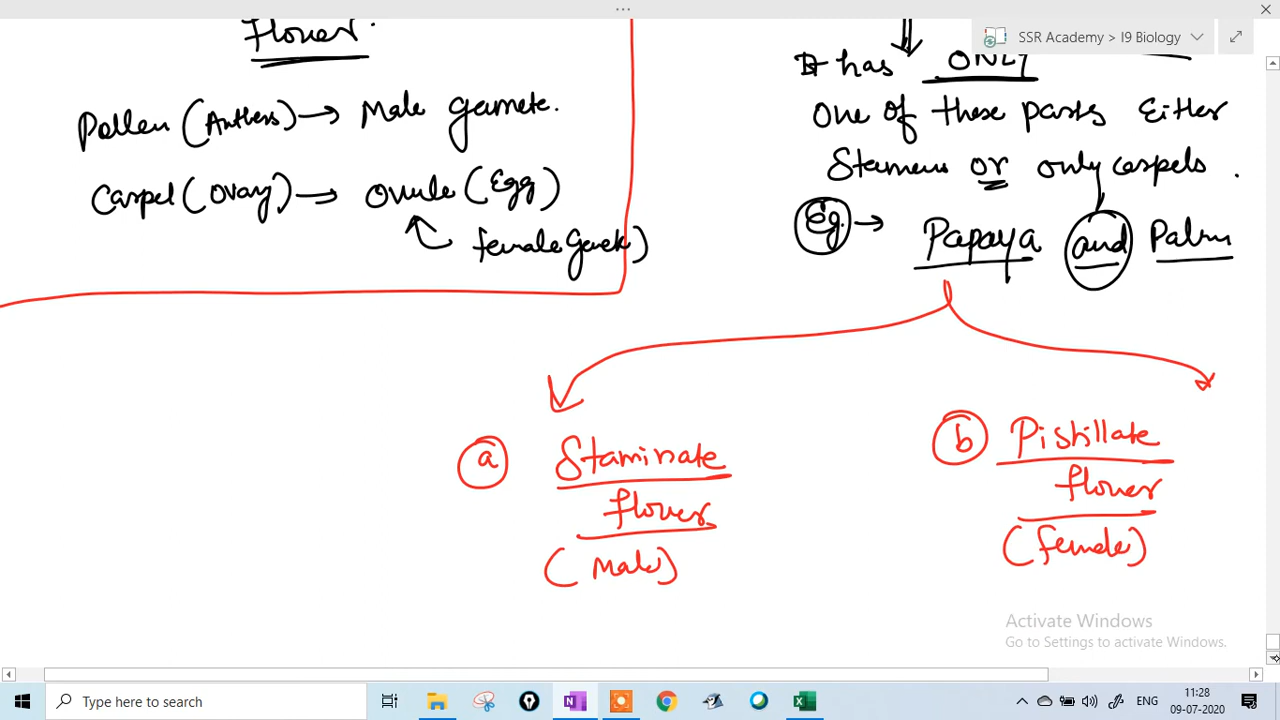 SSR Academy > I9 Biology
Flower.
Pollen (Anthers) → Male gamete.
Carpel (Ovary) → Ovule (Egg)
female Gamete)
It has ONLY
One of these parts Either
Stamens or only carpels.
Eg. → Papaya and Palm
a Staminate
flower
(Male)
b Pistillate
flower
(female)
Activate Windows
Go to Settings to activate Windows.
Type here to search
ENG
11:28
09-07-2020